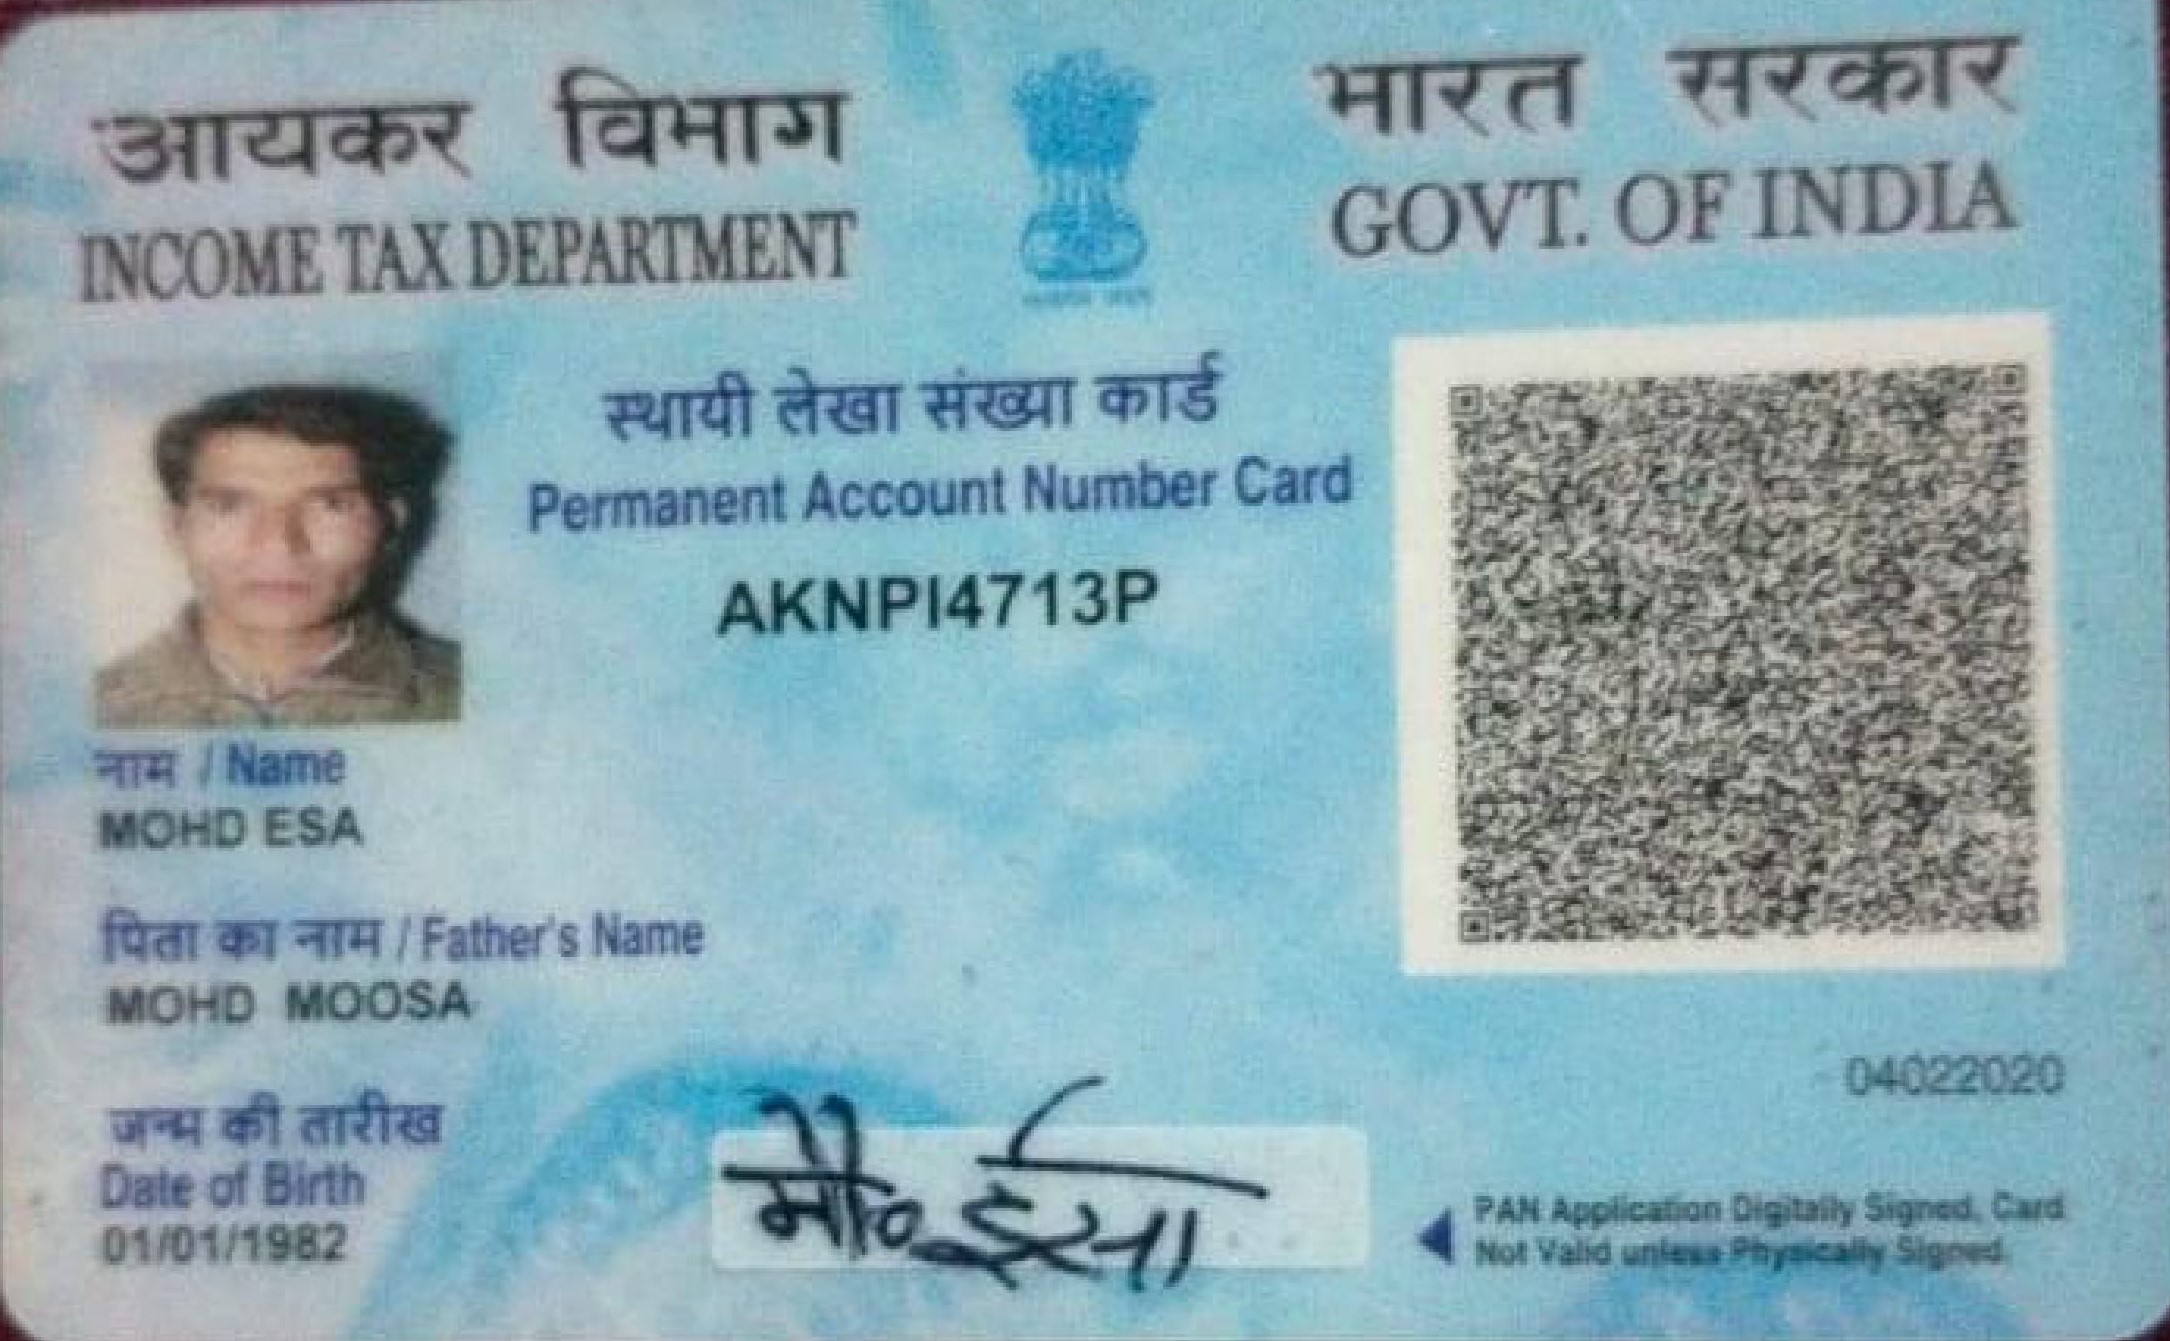 आयकर विभाग
INCOME TAX DEPARTMENT
भारत सरकार
GOVT. OF INDIA
स्थायी लेखा संख्या कार्ड
Permanent Account Number Card
AKNPI4713P
नाम / Name
MOHD ESA
पिता का नाम / Father's Name
MOHD MOOSA
जन्म की तारीख
Date of Birth
01/01/1982
मौ० ईसा
04022020
PAN Application Digitally Signed, Card
Not Valid unless Physically Signed.